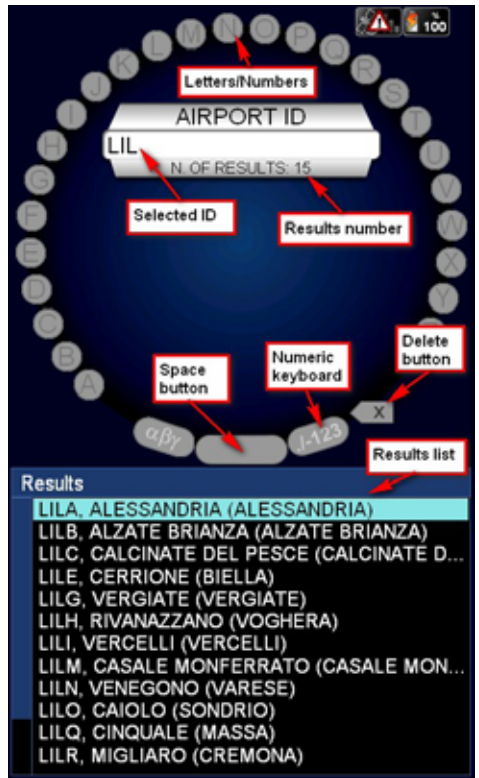 %
100
A
B
C
D
E
F
G
H
I
J
K
L
M
N
O
P
Q
R
S
T
U
V
W
X
Y
Letters/Numbers
AIRPORT ID
LIL
N. OF RESULTS: 15
Selected ID
Results number
Space
button
Numeric
keyboard
Delete
button
αβγ
./-123
X
Results list
Results
LILA, ALESSANDRIA (ALESSANDRIA)
LILB, ALZATE BRIANZA (ALZATE BRIANZA)
LILC, CALCINATE DEL PESCE (CALCINATE D...
LILE, CERRIONE (BIELLA)
LILG, VERGIATE (VERGIATE)
LILH, RIVANAZZANO (VOGHERA)
LILI, VERCELLI (VERCELLI)
LILM, CASALE MONFERRATO (CASALE MON...
LILN, VENEGONO (VARESE)
LILO, CAIOLO (SONDRIO)
LILQ, CINQUALE (MASSA)
LILR, MIGLIARO (CREMONA)